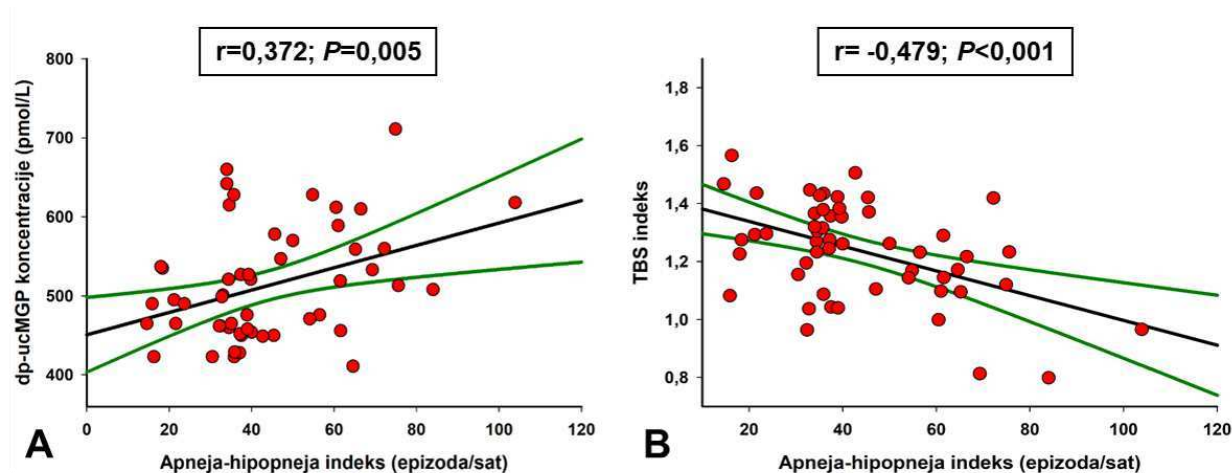 r=0,372; P=0,005
800
700
600
500
400
dp-ucMGP koncentracije (pmol/L)
0 20 40 60 80 100 120
A
Apneja-hipopneja indeks (epizoda/sat)
r= -0,479; P<0,001
1,8
1,6
1,4
1,2
1,0
0,8
TBS indeks
20 40 60 80 100 120
B
Apneja-hipopneja indeks (epizoda/sat)